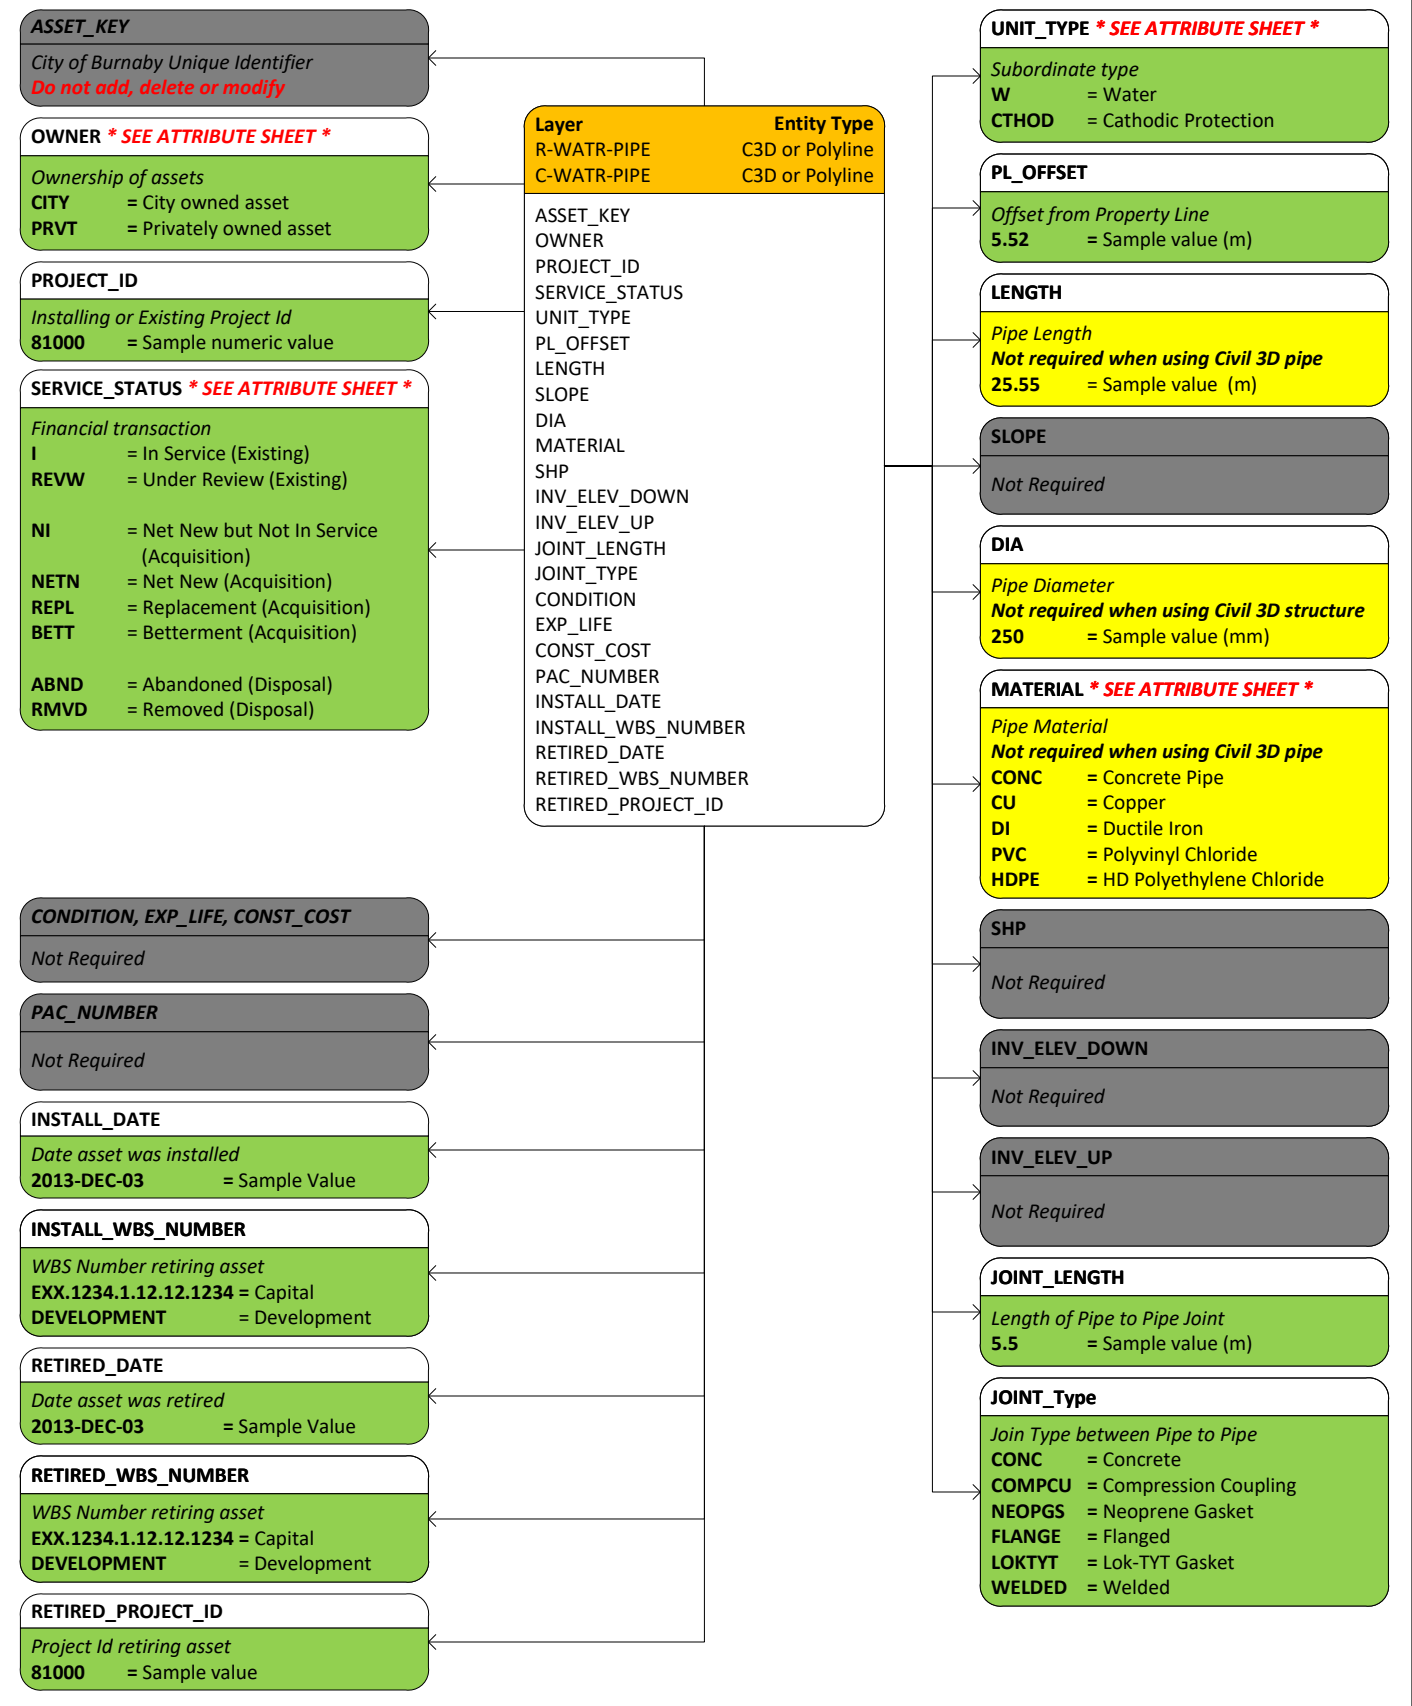 ASSET_KEY
City of Burnaby Unique Identifier
Do not add, delete or modify
OWNER * SEE ATTRIBUTE SHEET *
Ownership of assets
CITY = City owned asset
PRVT = Privately owned asset
PROJECT_ID
Installing or Existing Project Id
81000 = Sample numeric value
SERVICE_STATUS * SEE ATTRIBUTE SHEET *
Financial transaction
I = In Service (Existing)
REVW = Under Review (Existing)
NI = Net New but Not In Service
(Acquisition)
NETN = Net New (Acquisition)
REPL = Replacement (Acquisition)
BETT = Betterment (Acquisition)
ABND = Abandoned (Disposal)
RMVD = Removed (Disposal)
CONDITION, EXP_LIFE, CONST_COST
Not Required
PAC_NUMBER
Not Required
INSTALL_DATE
Date asset was installed
2013-DEC-03 = Sample Value
INSTALL_WBS_NUMBER
WBS Number retiring asset
EXX.1234.1.12.12.1234 = Capital
DEVELOPMENT = Development
RETIRED_DATE
Date asset was retired
2013-DEC-03 = Sample Value
RETIRED_WBS_NUMBER
WBS Number retiring asset
EXX.1234.1.12.12.1234 = Capital
DEVELOPMENT = Development
RETIRED_PROJECT_ID
Project Id retiring asset
81000 = Sample value
Layer Entity Type
R-WATR-PIPE C3D or Polyline
C-WATR-PIPE C3D or Polyline
ASSET_KEY
OWNER
PROJECT_ID
SERVICE_STATUS
UNIT_TYPE
PL_OFFSET
LENGTH
SLOPE
DIA
MATERIAL
SHP
INV_ELEV_DOWN
INV_ELEV_UP
JOINT_LENGTH
JOINT_TYPE
CONDITION
EXP_LIFE
CONST_COST
PAC_NUMBER
INSTALL_DATE
INSTALL_WBS_NUMBER
RETIRED_DATE
RETIRED_WBS_NUMBER
RETIRED_PROJECT_ID
UNIT_TYPE * SEE ATTRIBUTE SHEET *
Subordinate type
W = Water
CTHOD = Cathodic Protection
PL_OFFSET
Offset from Property Line
5.52 = Sample value (m)
LENGTH
Pipe Length
Not required when using Civil 3D pipe
25.55 = Sample value (m)
SLOPE
Not Required
DIA
Pipe Diameter
Not required when using Civil 3D structure
250 = Sample value (mm)
MATERIAL * SEE ATTRIBUTE SHEET *
Pipe Material
Not required when using Civil 3D pipe
CONC = Concrete Pipe
CU = Copper
DI = Ductile Iron
PVC = Polyvinyl Chloride
HDPE = HD Polyethylene Chloride
SHP
Not Required
INV_ELEV_DOWN
Not Required
INV_ELEV_UP
Not Required
JOINT_LENGTH
Length of Pipe to Pipe Joint
5.5 = Sample value (m)
JOINT_Type
Join Type between Pipe to Pipe
CONC = Concrete
COMPCU = Compression Coupling
NEOPGS = Neoprene Gasket
FLANGE = Flanged
LOKTYT = Lok-TYT Gasket
WELDED = Welded